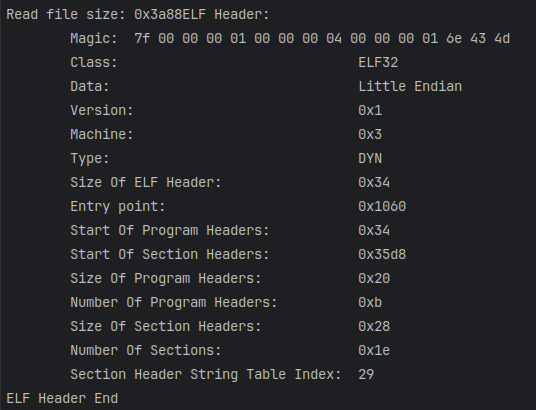 Read file size: 0x3a88ELF Header:
Magic: 7f 00 00 00 01 00 00 00 04 00 00 00 01 6e 43 4d
Class: ELF32
Data: Little Endian
Version: 0x1
Machine: 0x3
Type: DYN
Size Of ELF Header: 0x34
Entry point: 0x1060
Start Of Program Headers: 0x34
Start Of Section Headers: 0x35d8
Size Of Program Headers: 0x20
Number Of Program Headers: 0xb
Size Of Section Headers: 0x28
Number Of Sections: 0x1e
Section Header String Table Index: 29
ELF Header End